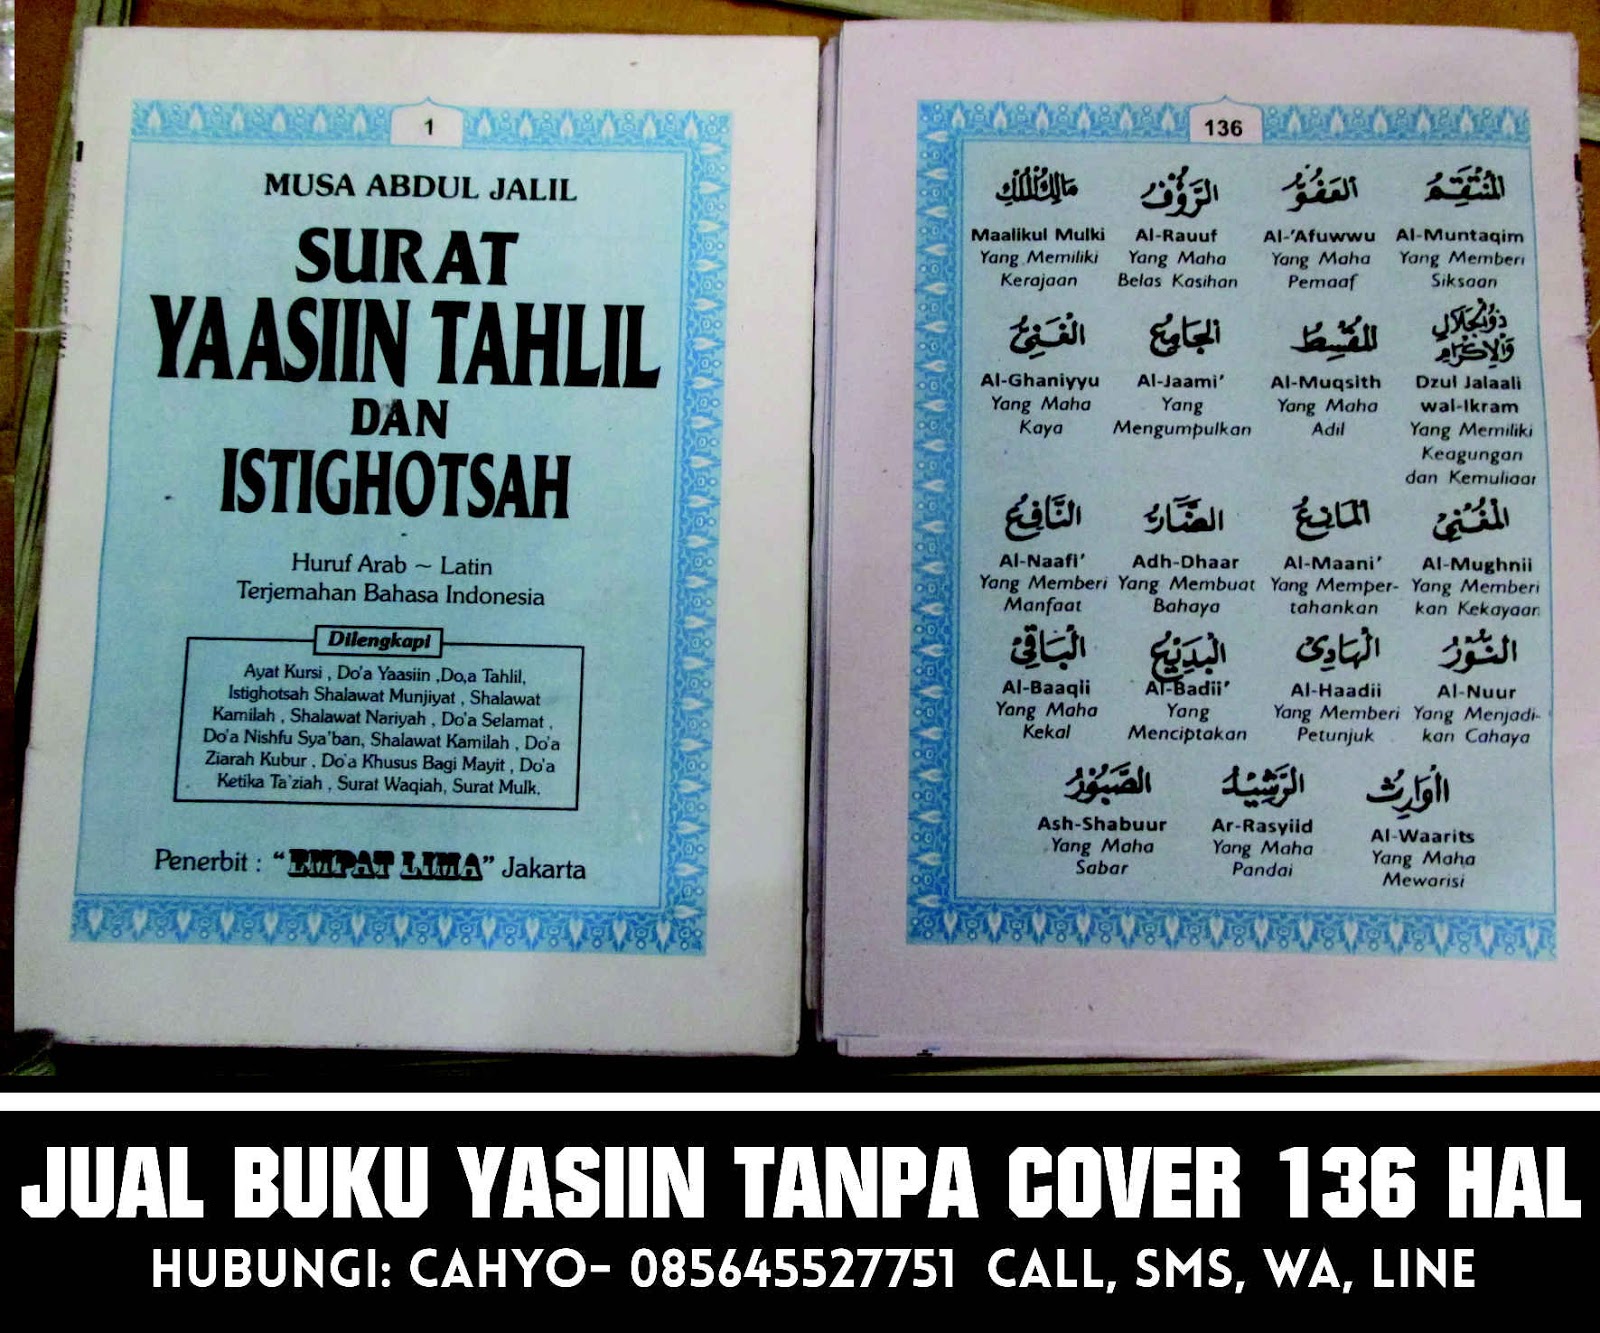 1
MUSA ABDUL JALIL
SURAT
YAASIIN TAHLIL
DAN
ISTIGHOTSAH
Huruf Arab ~ Latin
Terjemahan Bahasa Indonesia
Dilengkapi
Ayat Kursi , Do'a Yaasiin ,Do,a Tahlil,
Istighotsah Shalawat Munjiyat , Shalawat
Kamilah , Shalawat Nariyah , Do'a Selamat ,
Do'a Nishfu Sya'ban, Shalawat Kamilah , Do'a
Ziarah Kubur , Do'a Khusus Bagi Mayit , Do'a
Ketika Ta'ziah , Surat Waqiah, Surat Mulk,
Penerbit : "EMPAT LIMA" Jakarta
136
مَالِكُ الْمُلْكِ الرَّؤُفُ العَفُوُّ المُنْتَقِمُ
Maalikul Mulki Al-Rauuf Al-'Afuwwu Al-Muntaqim
Yang Memiliki Yang Maha Yang Maha Yang Memberi
Kerajaan Belas Kasihan Pemaaf Siksaan
الْغَنِيُّ الْجَامِعُ الْمُقْسِطُ ذُو الْجَلَالِ
وَالْإِكْرَامِ
Al-Ghaniyyu Al-Jaami' Al-Muqsith Dzul Jalaali
Yang Maha Yang Yang Maha wal-Ikram
Kaya Mengumpulkan Adil Yang Memiliki
Keagungan
dan Kemuliaar
النَّافِعُ الضَّارُّ الْمَانِعُ الْمُغْنِيُ
Al-Naafi' Adh-Dhaar Al-Maani' Al-Mughnii
Yang Memberi Yang Membuat Yang Memper- Yang Memberi
Manfaat Bahaya tahankan kan Kekayaar
الْبَاقِي الْبَدِيْعُ الْهَادِيْ النُّوْرُ
Al-Baaqli Al-Badii' Al-Haadii Al-Nuur
Yang Maha Yang Yang Memberi Yang Menjadi-
Kekal Menciptakan Petunjuk kan Cahaya
الصَّبُوْرُ الرَّشِيْدُ الْوَارِثُ
Ash-Shabuur Ar-Rasyiid Al-Waarits
Yang Maha Yang Maha Yang Maha
Sabar Pandai Mewarisi
JUAL BUKU YASIIN TANPA COVER 136 HAL
HUBUNGI: CAHYO- 085645527751 CALL, SMS, WA, LINE